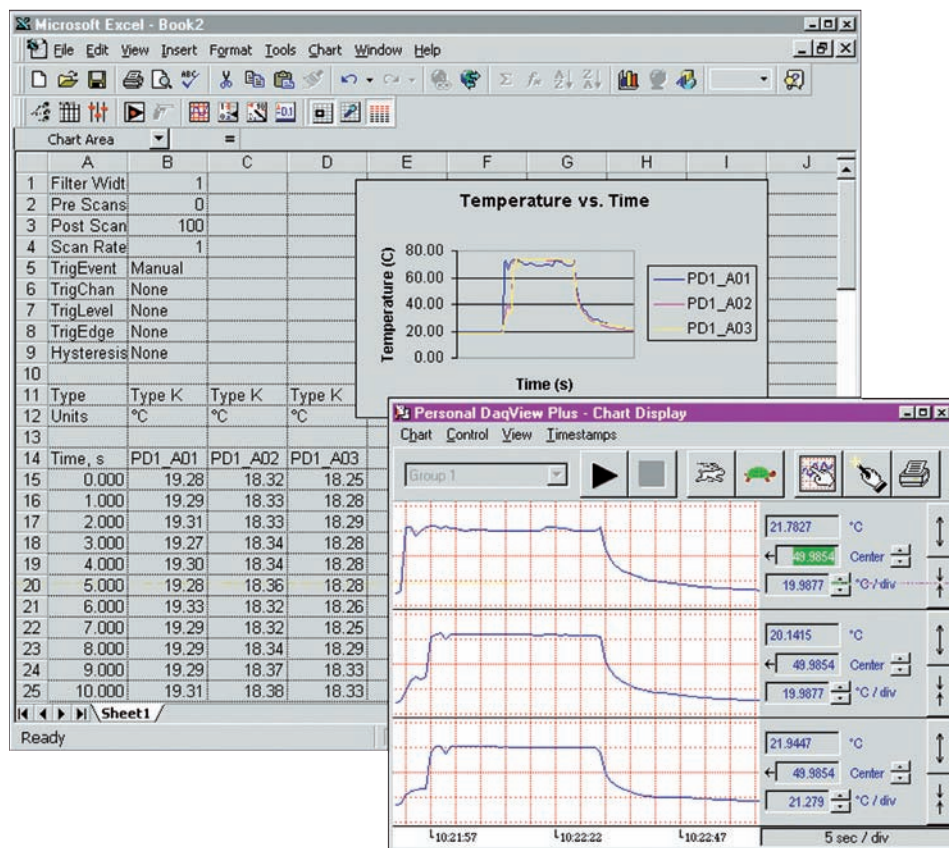 Microsoft Excel - Book2
File Edit View Insert Format Tools Chart Window Help
Chart Area =
A B C D E F G H I J
1 Filter Widt 1
2 Pre Scans 0
3 Post Scan 100
4 Scan Rate 1
5 TrigEvent Manual
6 TrigChan None
7 TrigLevel None
8 TrigEdge None
9 Hysteresis None
10
11 Type Type K Type K Type K
12 Units °C °C °C
13
14 Time, s PD1_A01 PD1_A02 PD1_A03
15 0.000 19.28 18.32 18.25
16 1.000 19.29 18.33 18.28
17 2.000 19.31 18.33 18.29
18 3.000 19.27 18.34 18.28
19 4.000 19.30 18.34 18.28
20 5.000 19.28 18.36 18.28
21 6.000 19.33 18.32 18.26
22 7.000 19.29 18.32 18.25
23 8.000 19.29 18.34 18.29
24 9.000 19.29 18.37 18.33
25 10.000 19.31 18.38 18.33
Sheet1
Ready
Temperature vs. Time
Temperature (C)
80.00
60.00
40.00
20.00
0.00
PD1_A01
PD1_A02
PD1_A03
Time (s)
Personal DaqView Plus - Chart Display
Chart Control View Timestamps
Group 1
21.7827 °C
49.9854 Center
19.9877 °C / div
20.1415 °C
49.9854 Center
19.9877 °C / div
21.9447 °C
49.9854 Center
21.279 °C / div
10:21:57 10:22:22 10:22:47 5 sec / div